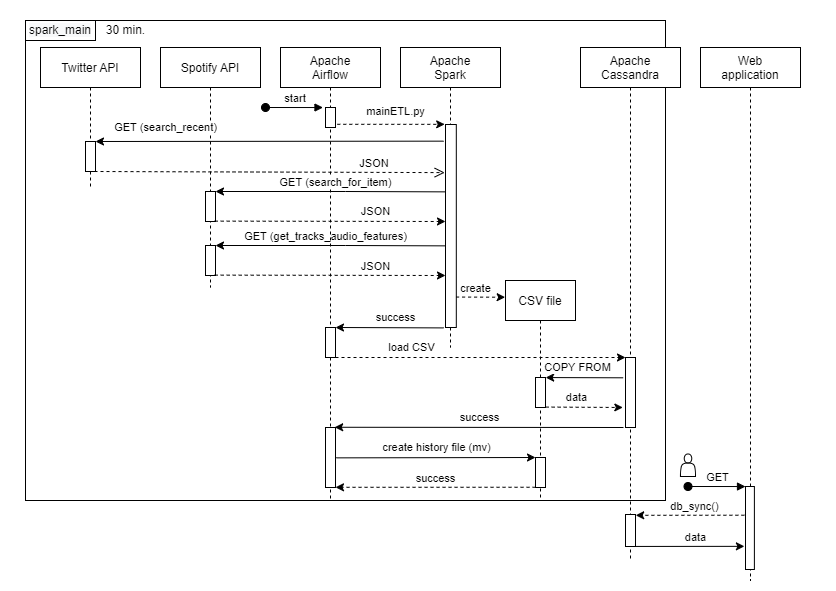 spark_main 30 min.
Twitter API
Spotify API
Apache
Airflow
Apache
Spark
Apache
Cassandra
Web
application
start
mainETL.py
GET (search_recent)
JSON
GET (search_for_item)
JSON
GET (get_tracks_audio_features)
JSON
create
CSV file
success
load CSV
COPY FROM
data
success
create history file (mv)
success
GET
db_sync()
data